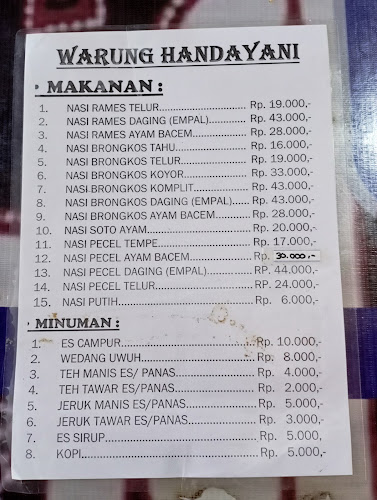 WARUNG HANDAYANI
· MAKANAN :
1. NASI RAMES TELUR............................ Rp. 19.000,-
2. NASI RAMES DAGING (EMPAL)............ Rp. 43.000,-
3. NASI RAMES AYAM BACEM................ Rp. 28.000,-
4. NASI BRONGKOS TAHU..................... Rp. 16.000,-
5. NASI BRONGKOS TELUR.................... Rp. 19.000,-
6. NASI BRONGKOS KOYOR................... Rp. 33.000,-
7. NASI BRONGKOS KOMPLIT................. Rp. 43.000,-
8. NASI BRONGKOS DAGING (EMPAL)..... Rp. 43.000,-
9. NASI BRONGKOS AYAM BACEM.......... Rp. 28.000,-
10. NASI SOTO AYAM............................. Rp. 20.000,-
11. NASI PECEL TEMPE.......................... Rp. 17.000,-
12. NASI PECEL AYAM BACEM................ Rp. 30.000,-
13. NASI PECEL DAGING (EMPAL)........... RP. 44.000,-
14. NASI PECEL TELUR.......................... RP. 24.000,-
15. NASI PUTIH...................................... Rp. 6.000,-
MINUMAN :
1. ES CAMPUR..................................... Rp. 10.000,-
2. WEDANG UWUH................................ Rp. 8.000,-
3. TEH MANIS ES/ PANAS..................... Rp. 4.000,-
4. TEH TAWAR ES/PANAS..................... Rp. 2.000,-
5. JERUK MANIS ES/PANAS.................. Rp. 5.000,-
6. JERUK TAWAR ES/PANAS................. Rp. 3.000,-
7. ES SIRUP......................................... Rp. 5.000,
8. KOPI................................................ Rp. 5.000,-